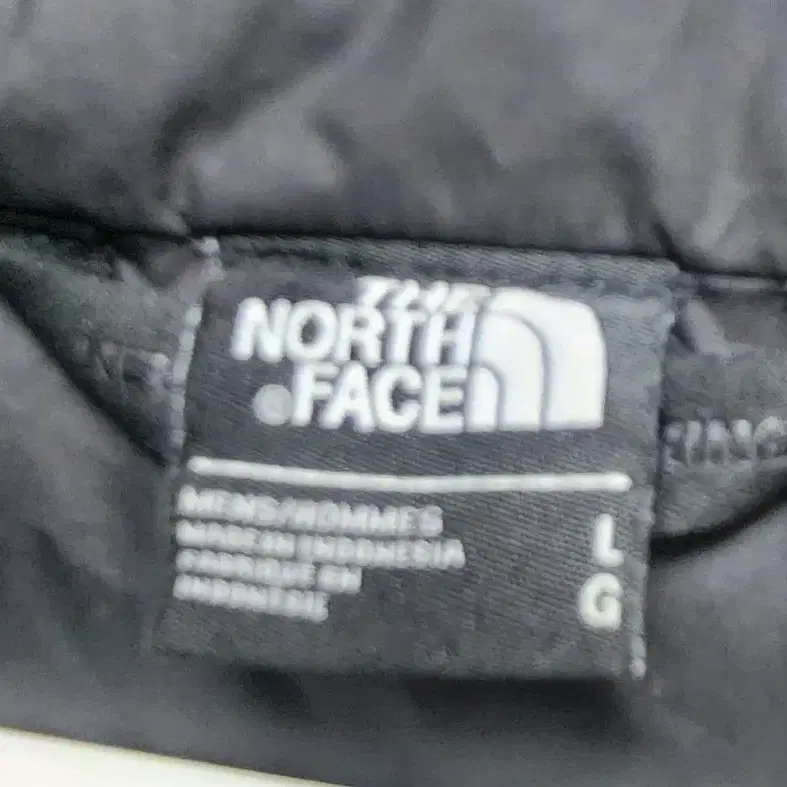 THE
NORTH
FACE
MENS/HOMMES
MADE IN INDONESIA
FABRIQUÉ EN
INDONÉSIE
L
G